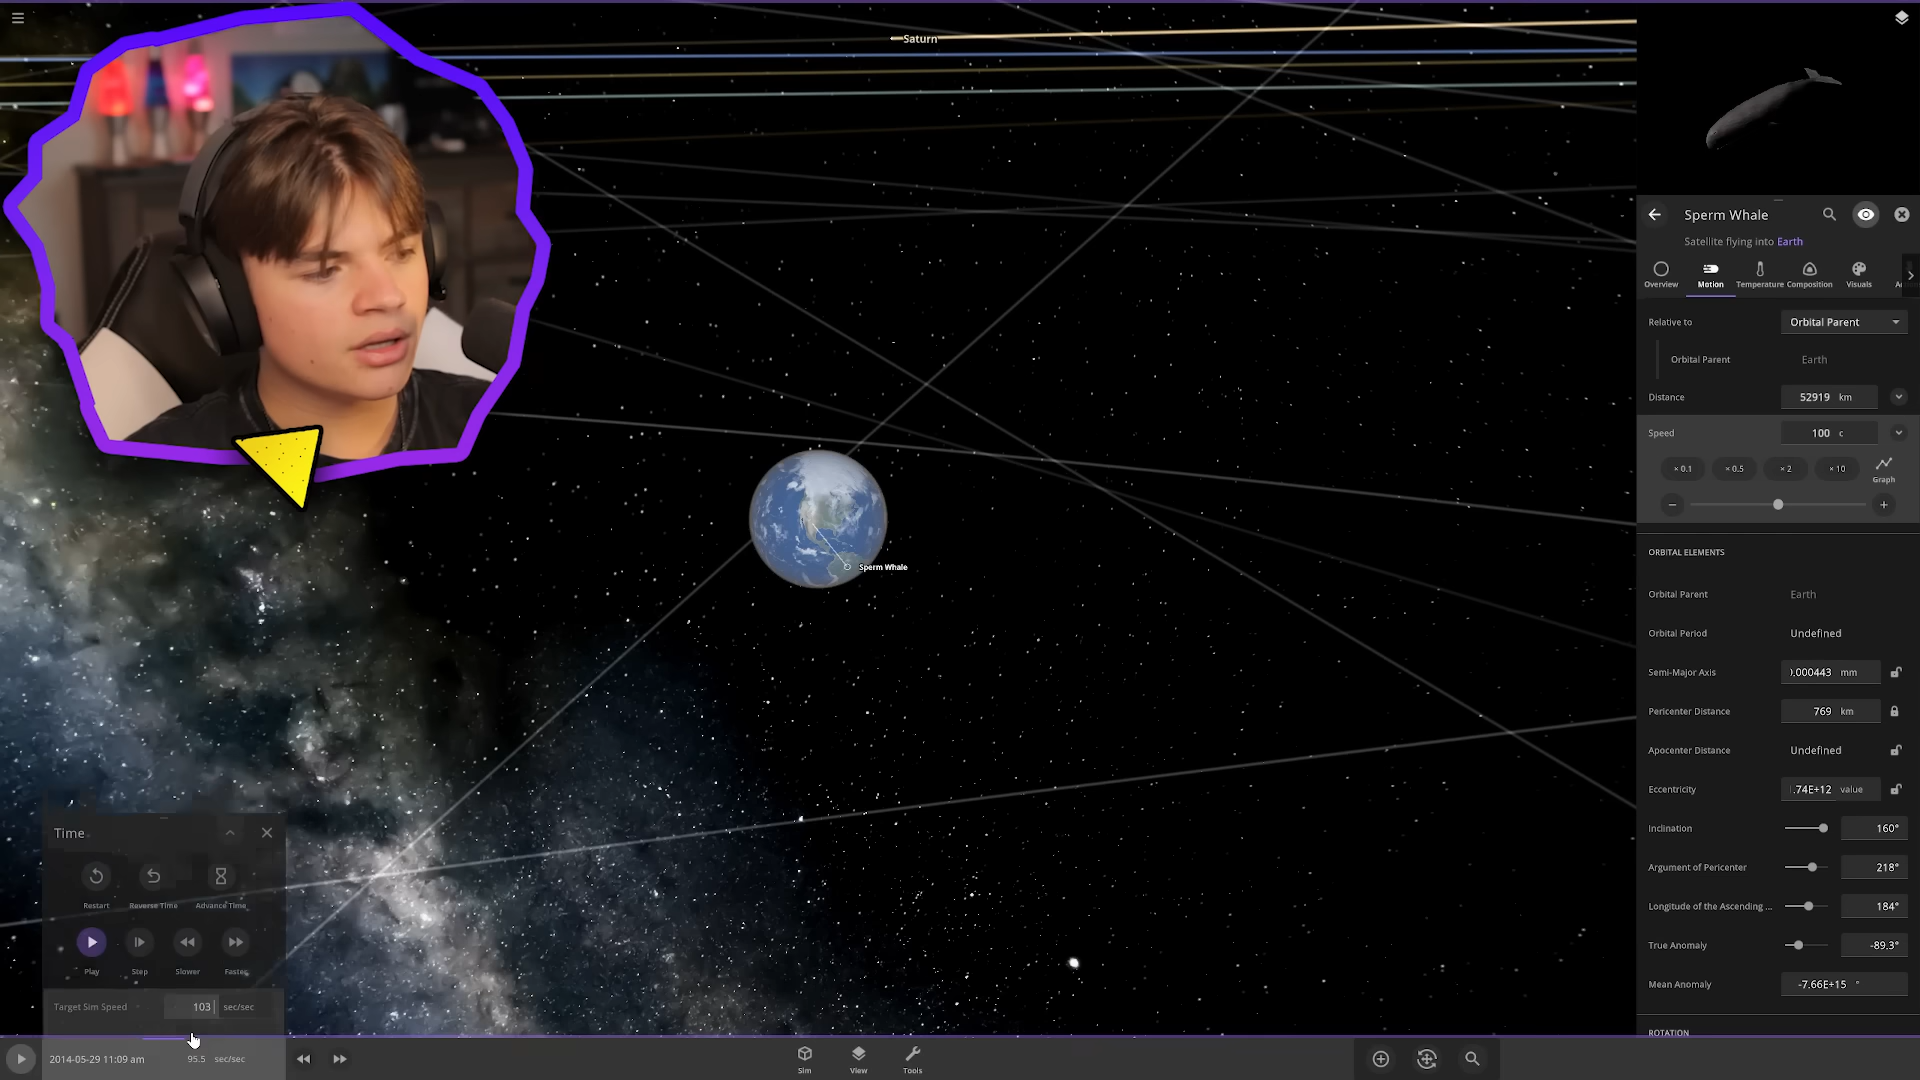 Saturn
Sperm Whale
Satellite flying into Earth
Overview Motion Temperature Composition Visuals
Relative to Orbital Parent
Orbital Parent Earth
Distance 52919 km
Speed 100 c
× 0.1 × 0.5 × 2 × 10 Graph
ORBITAL ELEMENTS
Orbital Parent Earth
Orbital Period Undefined
Semi-Major Axis .000443 mm
Pericenter Distance 769 km
Apocenter Distance Undefined
Eccentricity .74E+12 value
Inclination 160°
Argument of Pericenter 218°
Longitude of the Ascending ... 184°
True Anomaly -89.3°
Mean Anomaly -7.66E+15 °
ROTATION
Sperm Whale
Time
Restart Reverse Time Advance Time
Play Step Slower Faster
Target Sim Speed 103 sec/sec
2014-05-29 11:09 am 95.5 sec/sec
Sim View Tools